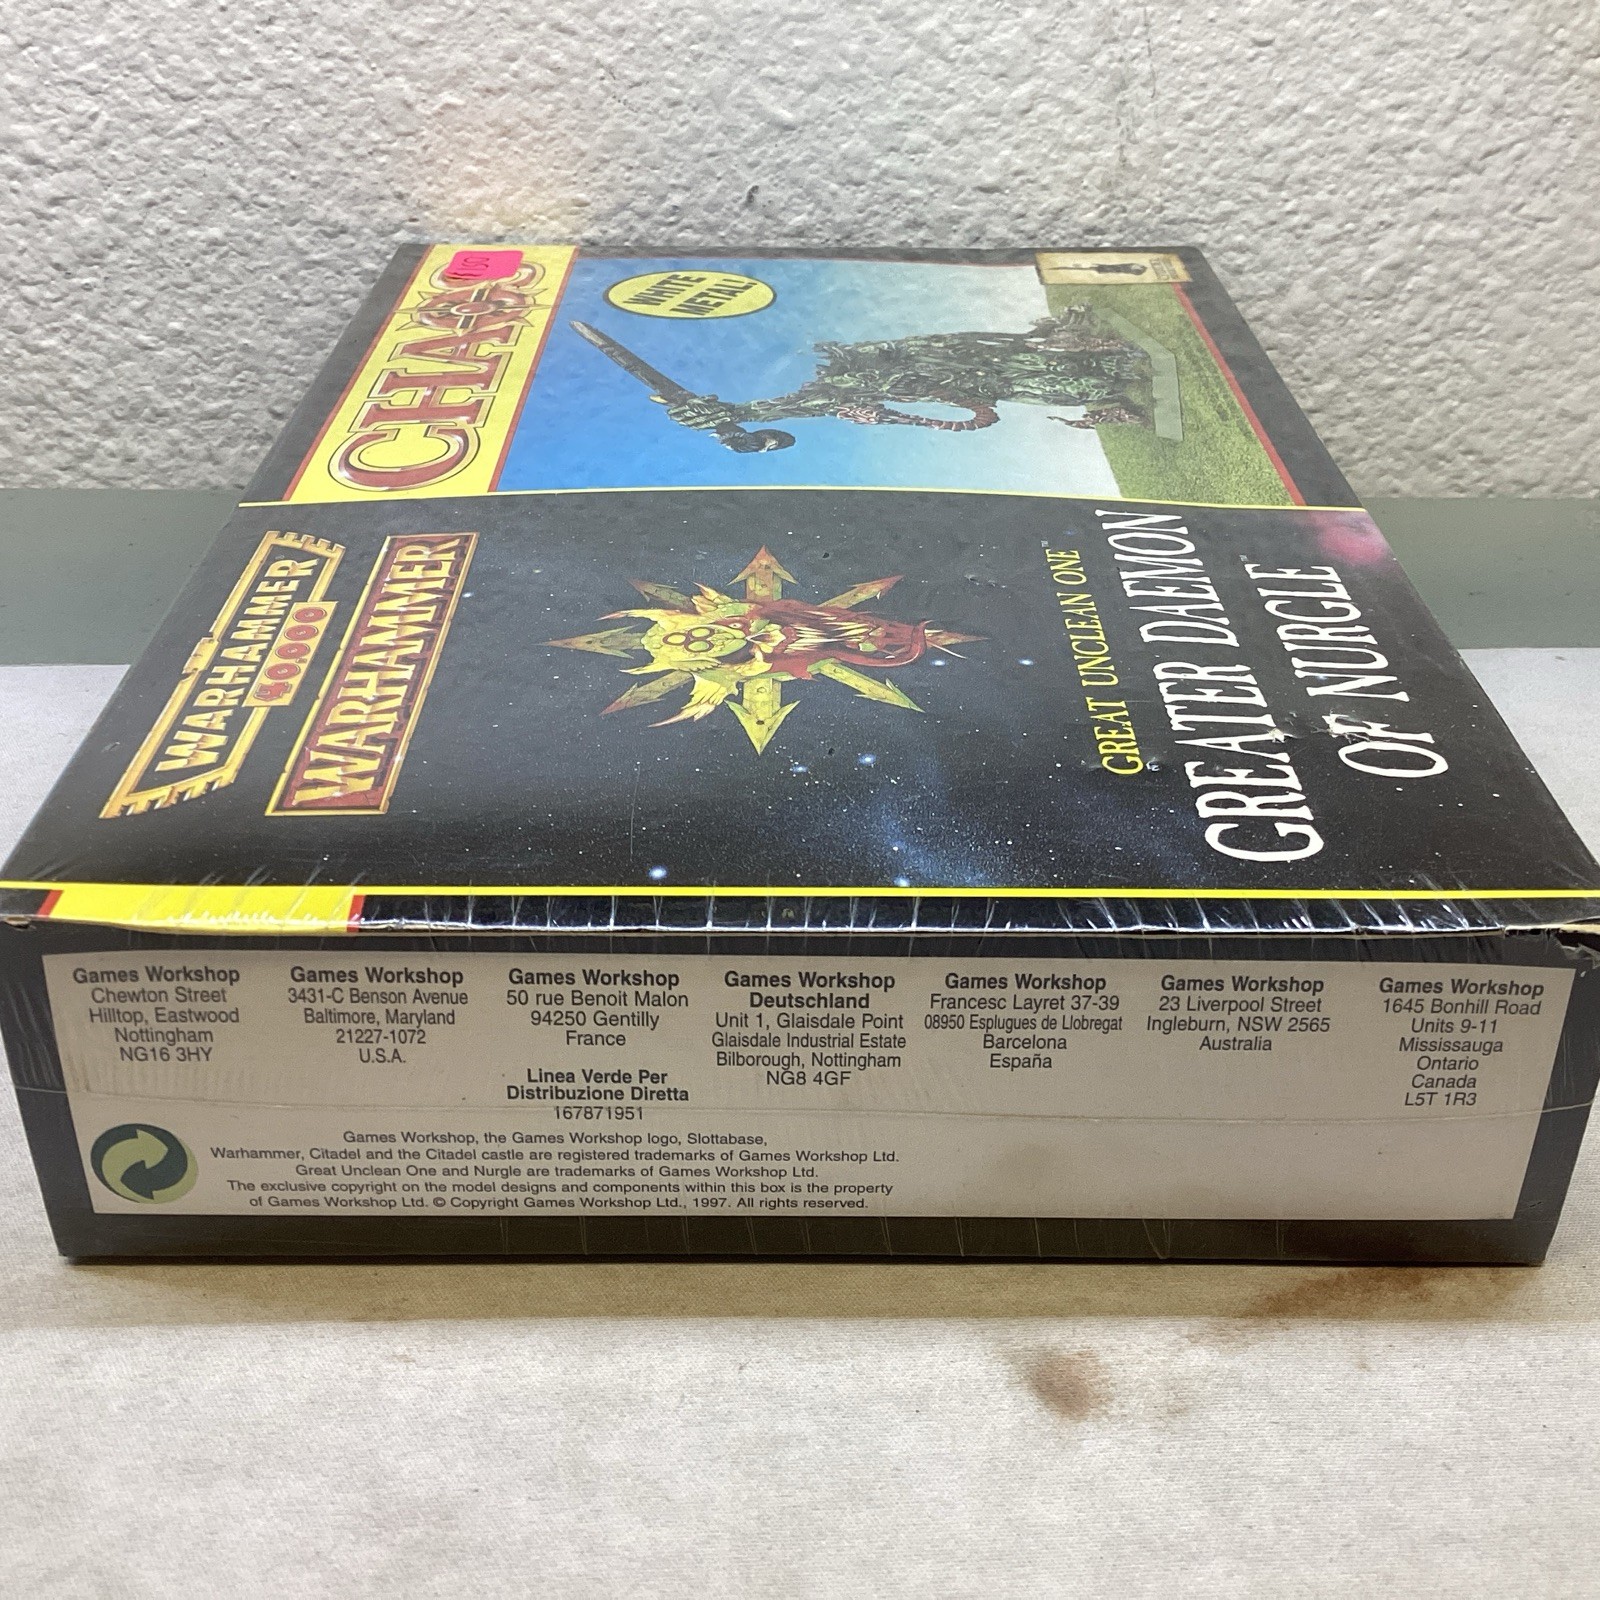 CHAOS
WHITE
METAL!
WARHAMMER
40,000
WARHAMMER
GREAT UNCLEAN ONE™
GREATER DAEMON
OF NURGLE™
Games Workshop
Chewton Street
Hilltop, Eastwood
Nottingham
NG16 3HY
Games Workshop
3431-C Benson Avenue
Baltimore, Maryland
21227-1072
U.S.A.
Games Workshop
50 rue Benoit Malon
94250 Gentilly
France
Linea Verde Per
Distribuzione Diretta
167871951
Games Workshop
Deutschland
Unit 1, Glaisdale Point
Glaisdale Industrial Estate
Bilborough, Nottingham
NG8 4GF
Games Workshop
Francesc Layret 37-39
08950 Esplugues de Llobregat
Barcelona
España
Games Workshop
23 Liverpool Street
Ingleburn, NSW 2565
Australia
Games Workshop
1645 Bonhill Road
Units 9-11
Mississauga
Ontario
Canada
L5T 1R3
Games Workshop, the Games Workshop logo, Slottabase,
Warhammer, Citadel and the Citadel castle are registered trademarks of Games Workshop Ltd.
Great Unclean One and Nurgle are trademarks of Games Workshop Ltd.
The exclusive copyright on the model designs and components within this box is the property
of Games Workshop Ltd. © Copyright Games Workshop Ltd., 1997. All rights reserved.